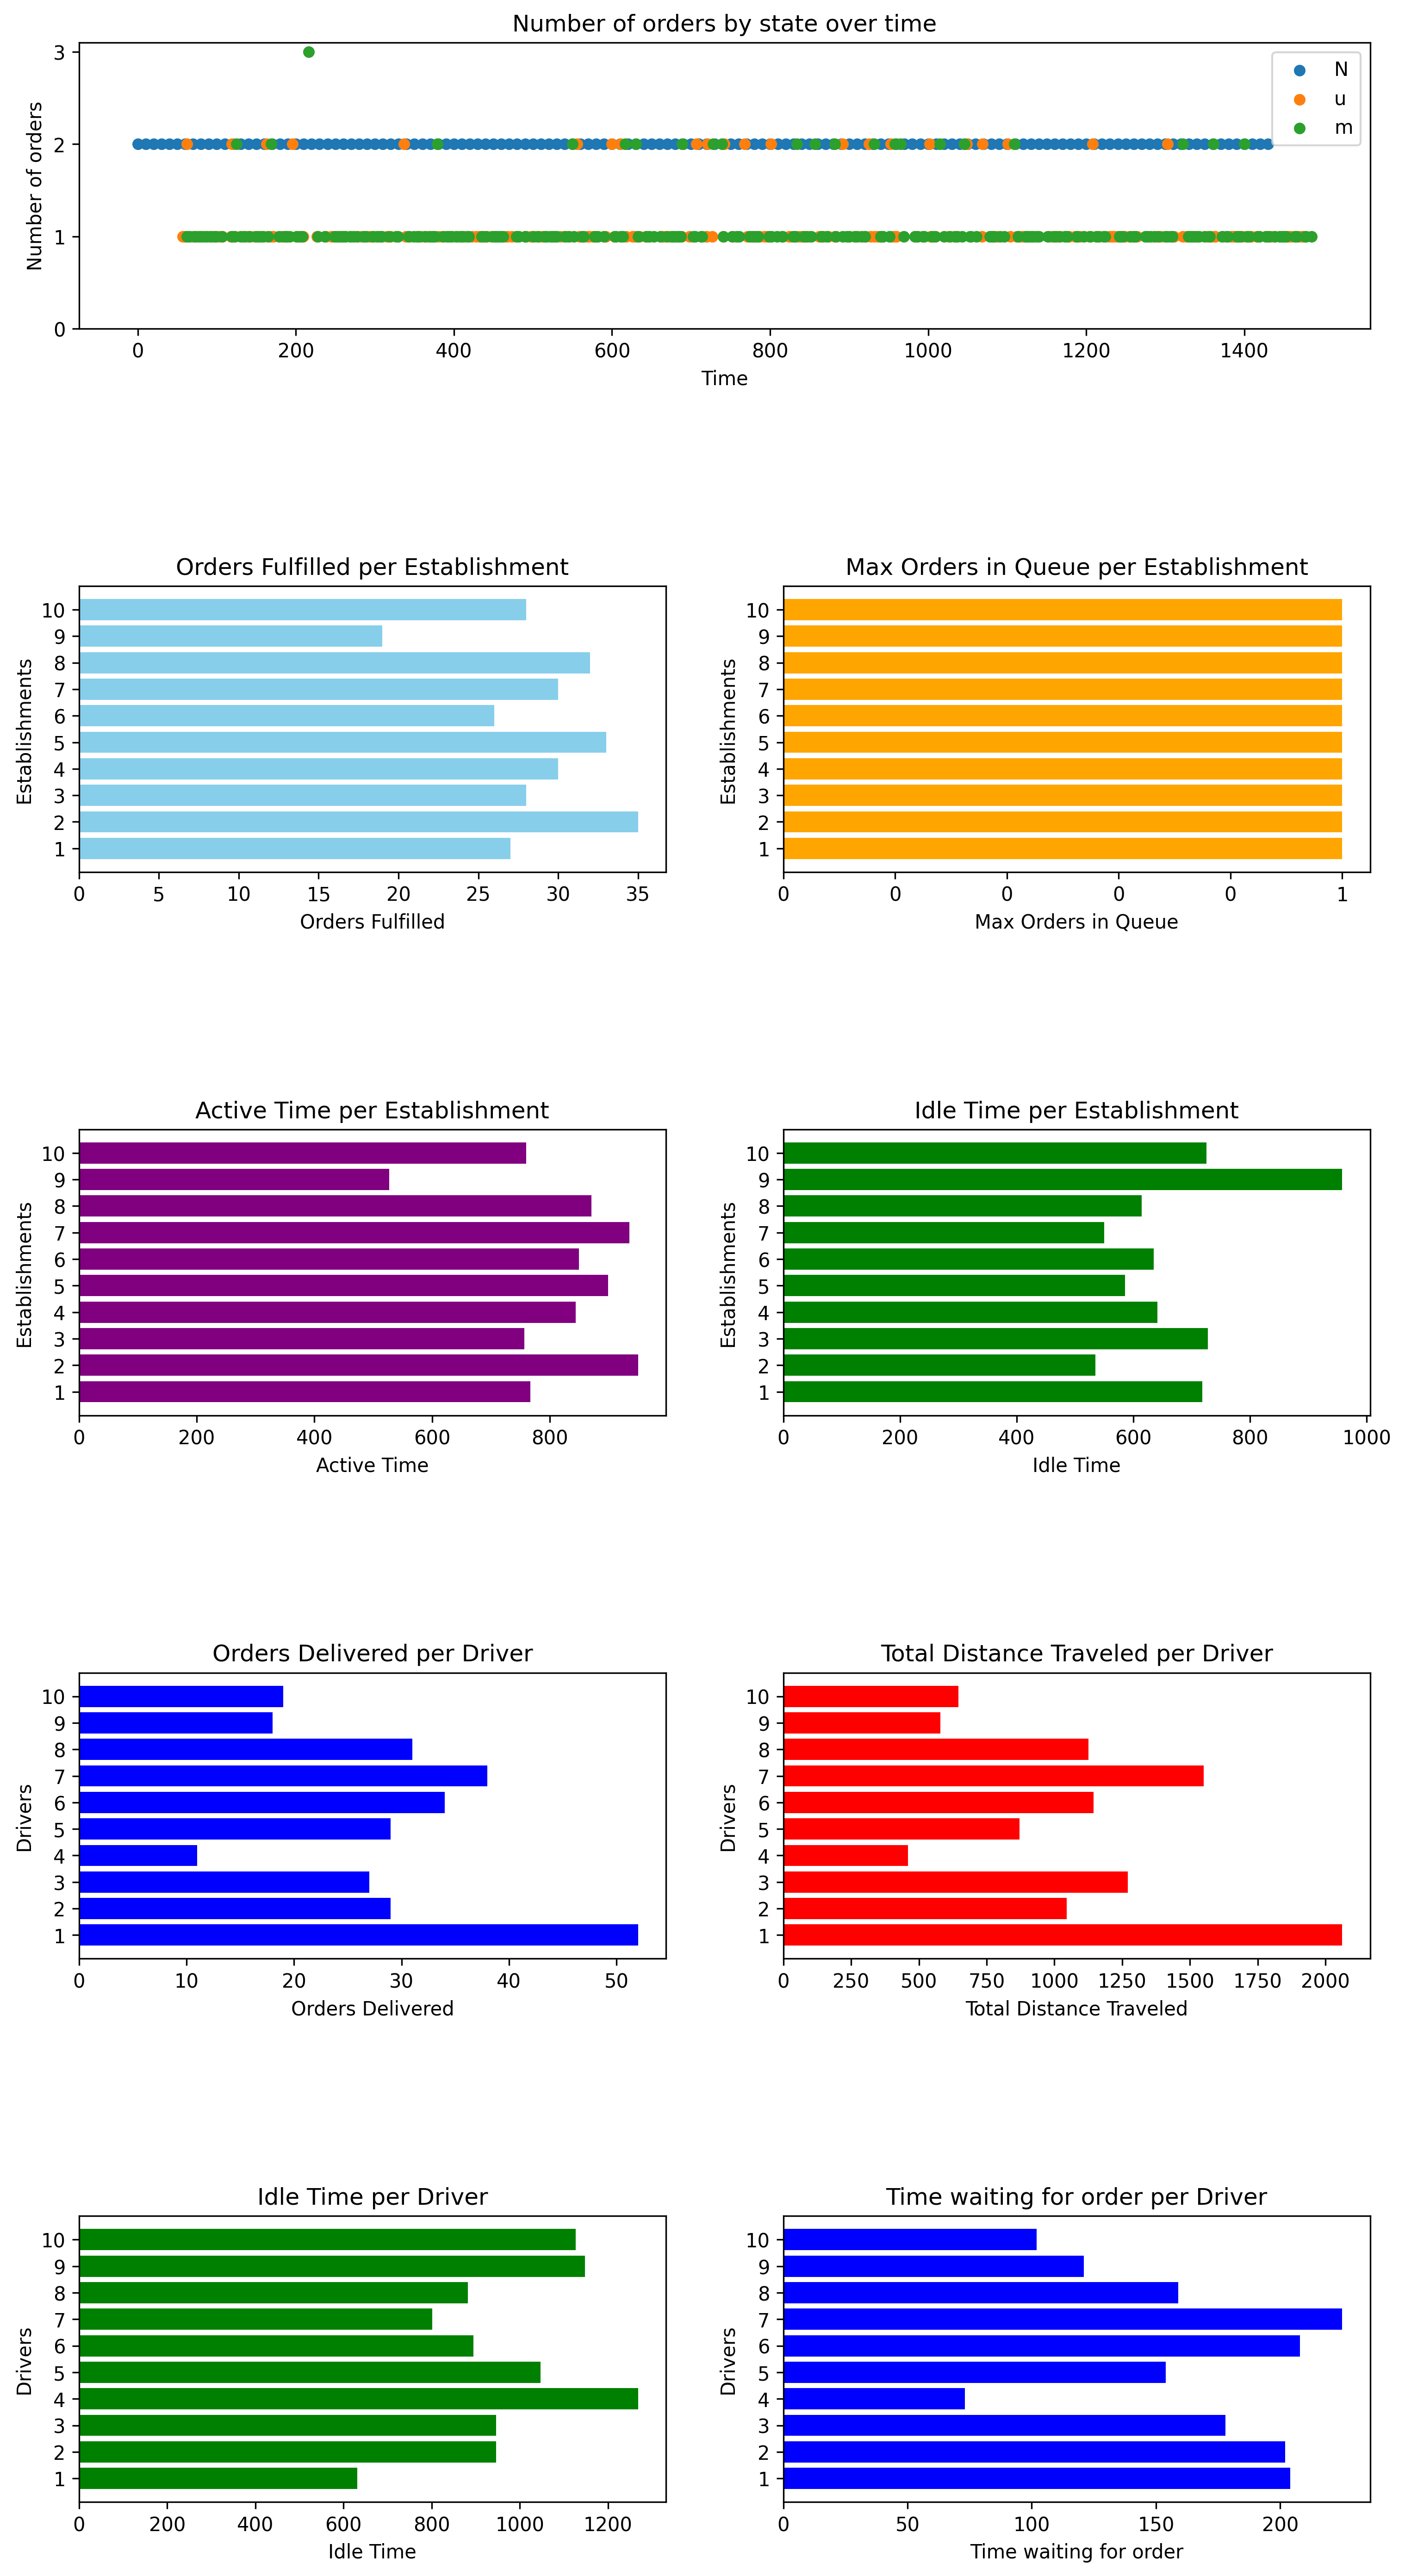 Number of orders by state over time
Number of orders
3
2
1
0
N
u
m
0 200 400 600 800 1000 1200 1400
Time
Orders Fulfilled per Establishment
Establishments
10
9
8
7
6
5
4
3
2
1
0 5 10 15 20 25 30 35
Orders Fulfilled
Max Orders in Queue per Establishment
Establishments
10
9
8
7
6
5
4
3
2
1
0 0 0 0 0 1
Max Orders in Queue
Active Time per Establishment
Establishments
10
9
8
7
6
5
4
3
2
1
0 200 400 600 800
Active Time
Idle Time per Establishment
Establishments
10
9
8
7
6
5
4
3
2
1
0 200 400 600 800 1000
Idle Time
Orders Delivered per Driver
Drivers
10
9
8
7
6
5
4
3
2
1
0 10 20 30 40 50
Orders Delivered
Total Distance Traveled per Driver
Drivers
10
9
8
7
6
5
4
3
2
1
0 250 500 750 1000 1250 1500 1750 2000
Total Distance Traveled
Idle Time per Driver
Drivers
10
9
8
7
6
5
4
3
2
1
0 200 400 600 800 1000 1200
Idle Time
Time waiting for order per Driver
Drivers
10
9
8
7
6
5
4
3
2
1
0 50 100 150 200
Time waiting for order